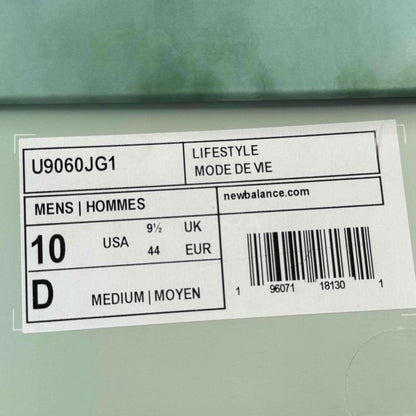 U9060JG1
LIFESTYLE
MODE DE VIE
MENS | HOMMES
newbalance.com
10 USA 9½ UK
44 EUR
D MEDIUM | MOYEN
1 96071 18130 1